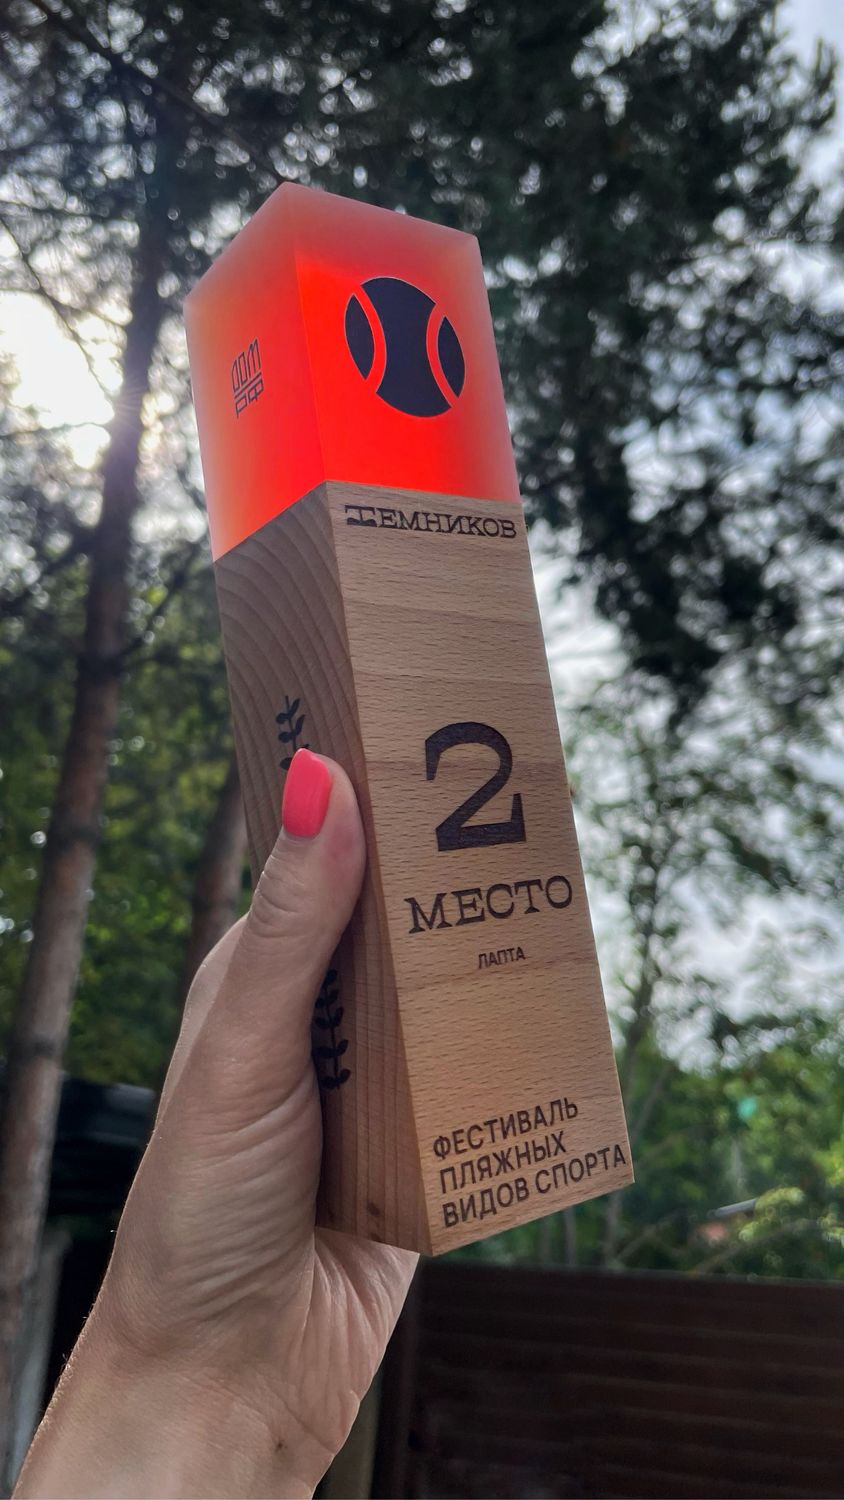 ДОМ
РФ
ТЕМНИКОВ
2
МЕСТО
ЛАПТА
ФЕСТИВАЛЬ
ПЛЯЖНЫХ
ВИДОВ СПОРТА